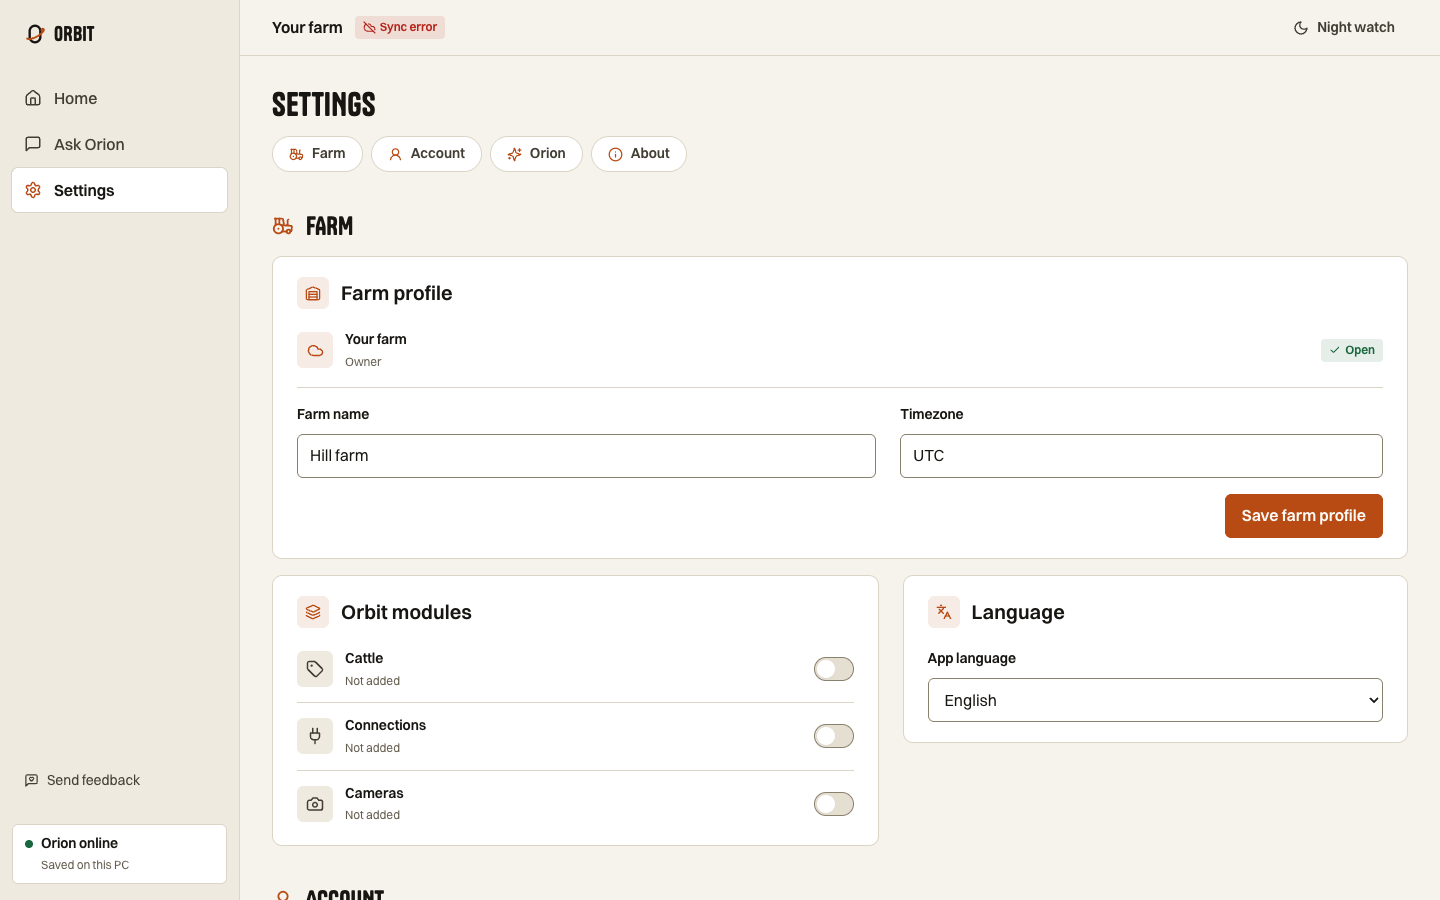 ORBIT
Home
Ask Orion
Settings
Send feedback
Orion online
Saved on this PC
Your farm
Sync error
Night watch
SETTINGS
Farm
Account
Orion
About
FARM
Farm profile
Your farm
Owner
Open
Farm name
Timezone
Hill farm
UTC
Save farm profile
Orbit modules
Cattle
Not added
Connections
Not added
Cameras
Not added
Language
App language
English
ACCOUNT